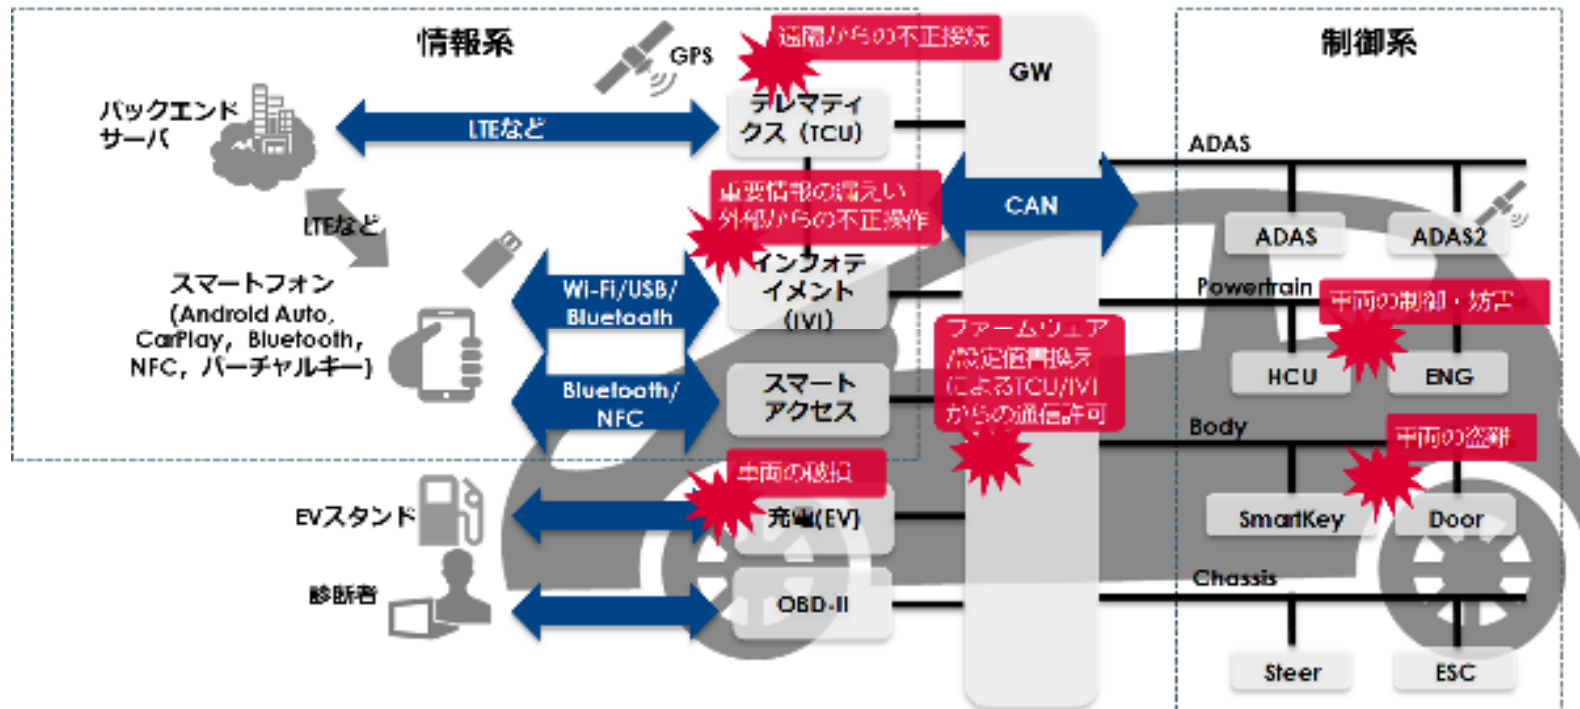 情報系
遠隔からの不正接続
制御系
GPS
GW
バックエンド
サーバ
LTEなど
テレマティ
クス（TCU）
ADAS
重要情報の漏えい
外部からの不正操作
CAN
LTEなど
ADAS
ADAS2
スマートフォン
(Android Auto,
CarPlay, Bluetooth,
NFC, バーチャルキー)
Wi-Fi/USB/
Bluetooth
インフォテ
イメント
（IVI）
Powertrain
車両の制御・妨害
ファームウェア
/設定値書換え
によるTCU/IVI
からの通信許可
HCU
ENG
Bluetooth/
NFC
スマート
アクセス
Body
車両の盗難
車両の破損
EVスタンド
充電(EV)
SmartKey
Door
診断者
OBD-II
Chassis
Steer
ESC